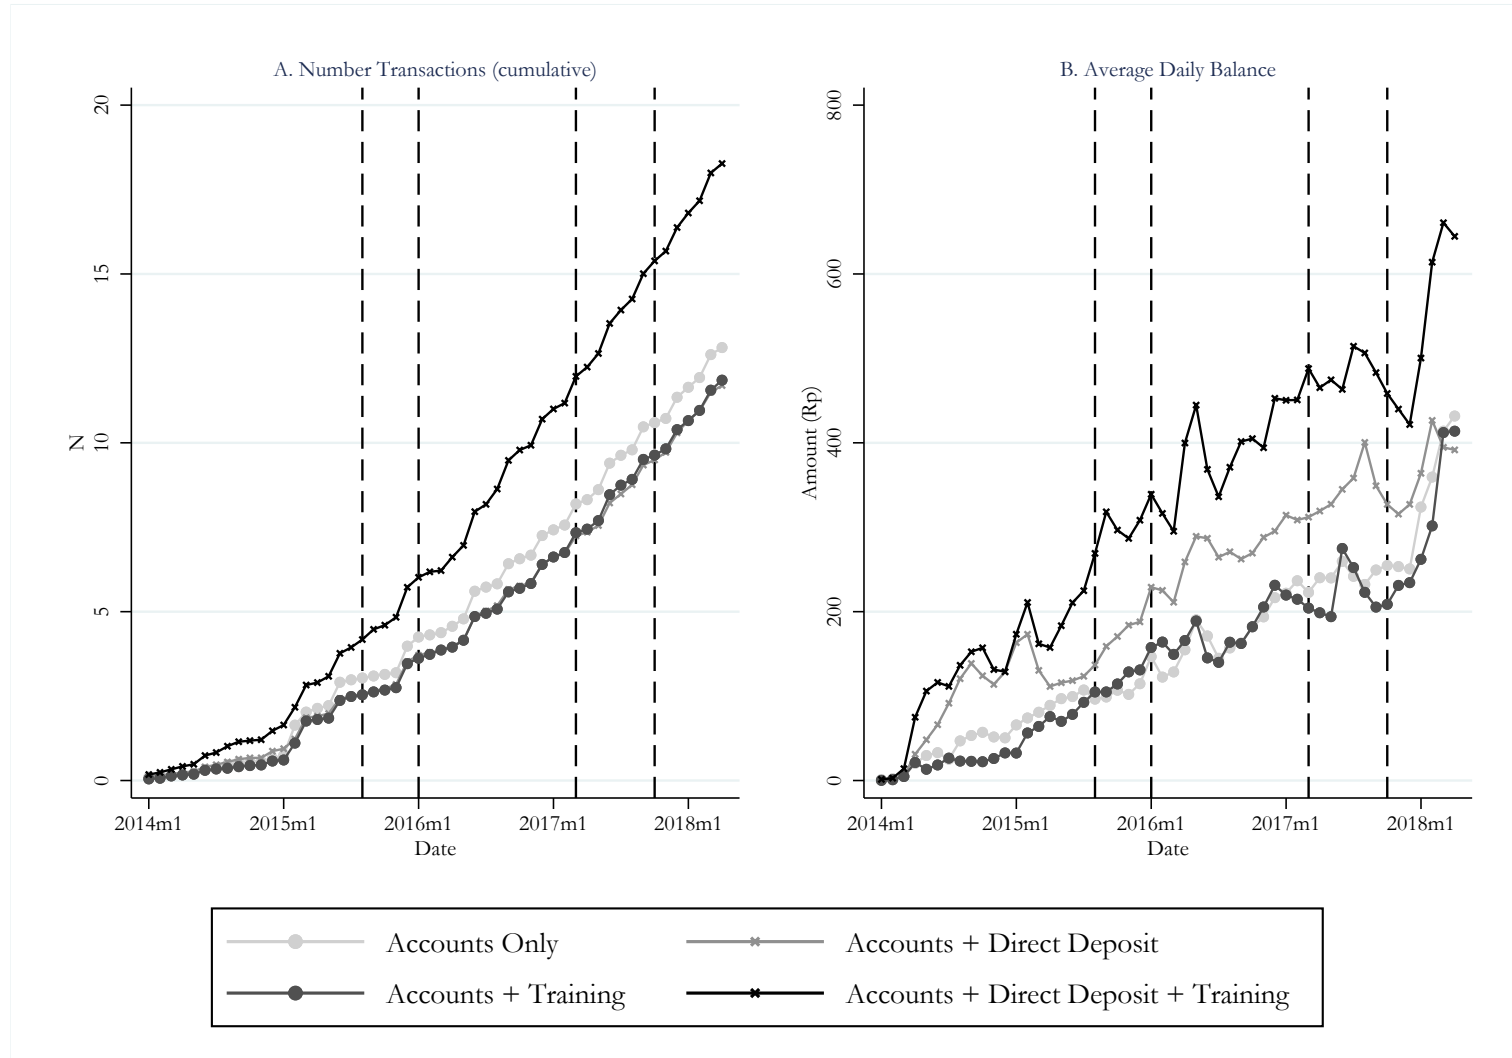 A. Number Transactions (cumulative)
20
15
10
5
0
N
2014m1 2015m1 2016m1 2017m1 2018m1
Date
B. Average Daily Balance
800
600
400
200
0
Amount (Rp)
2014m1 2015m1 2016m1 2017m1 2018m1
Date
Accounts Only
Accounts + Direct Deposit
Accounts + Training
Accounts + Direct Deposit + Training